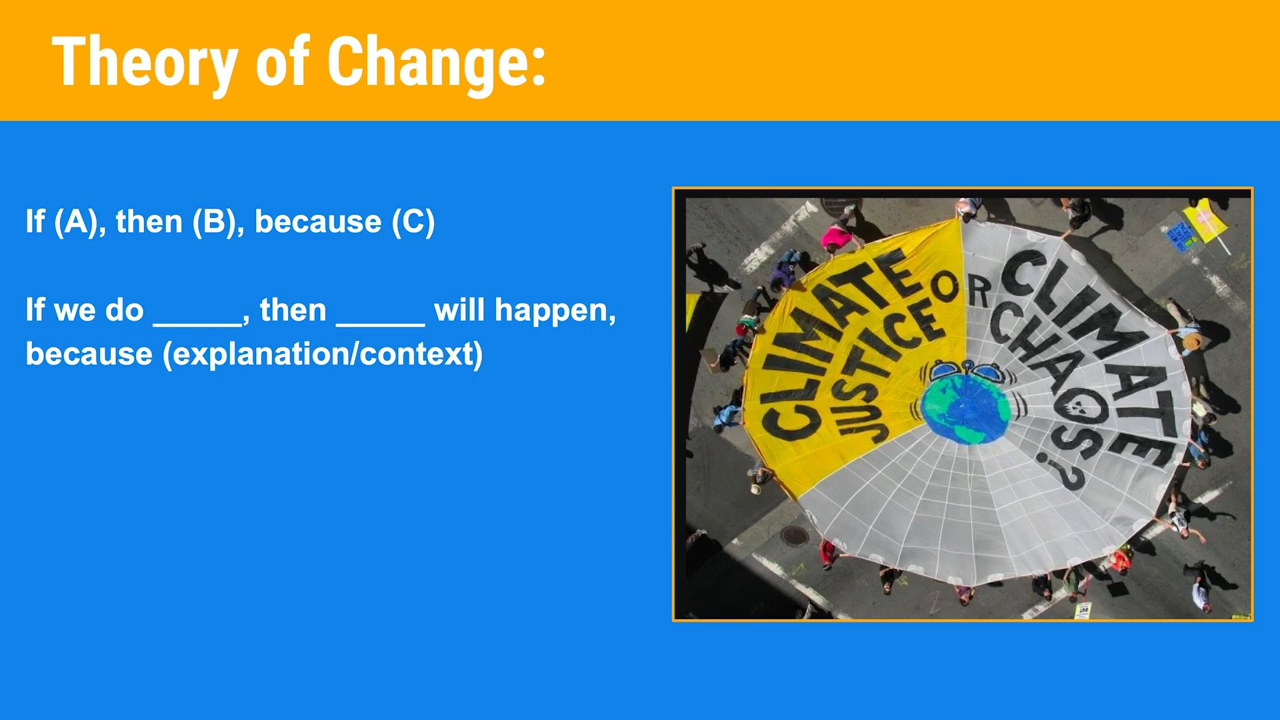 Theory of Change:
If (A), then (B), because (C)
If we do _____, then _____ will happen,
because (explanation/context)
CLIMATE
JUSTICE
OR
CLIMATE
CHAOS?